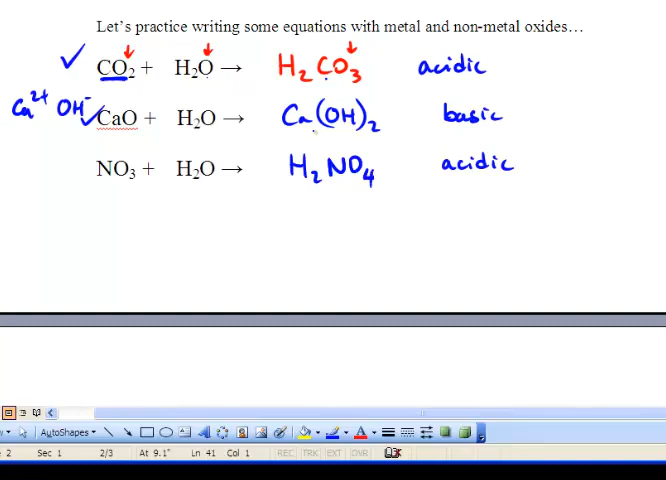 Let's practice writing some equations with metal and non-metal oxides…
CO₂ + H₂O → H₂CO₃ acidic
Ca²⁺ OH⁻ CaO + H₂O → Ca(OH)₂ basic
NO₃ + H₂O → H₂NO₄ acidic
AutoShapes
2 Sec 1 2/3 At 9.1" Ln 41 Col 1 REC TRK EXT OVR